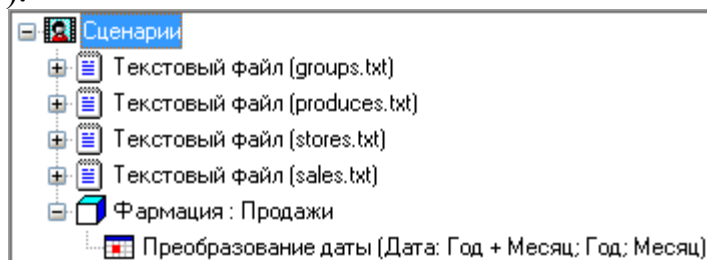 ).
Сценарии
Текстовый файл (groups.txt)
Текстовый файл (produces.txt)
Текстовый файл (stores.txt)
Текстовый файл (sales.txt)
Фармация : Продажи
Преобразование даты (Дата: Год + Месяц; Год; Месяц)